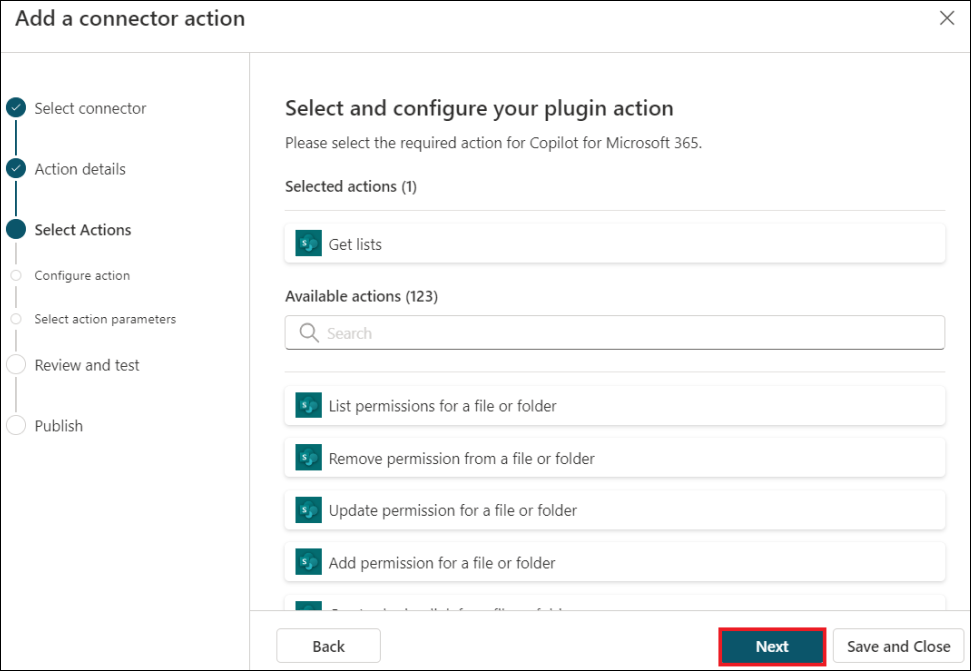 Add a connector action
Select connector
Action details
Select Actions
Configure action
Select action parameters
Review and test
Publish
Select and configure your plugin action
Please select the required action for Copilot for Microsoft 365.
Selected actions (1)
Get lists
Available actions (123)
Search
List permissions for a file or folder
Remove permission from a file or folder
Update permission for a file or folder
Add permission for a file or folder
Back
Next
Save and Close